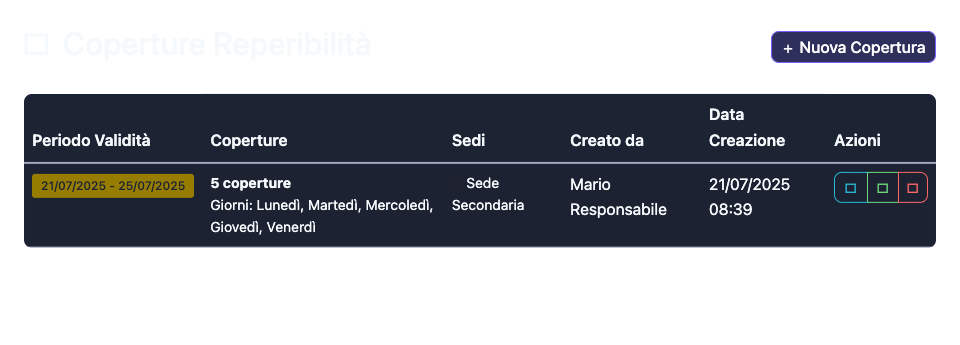 Coperture Reperibilità
+ Nuova Copertura
Periodo Validità
Coperture
Sedi
Creato da
Data
Creazione
Azioni
21/07/2025 - 25/07/2025
5 coperture
Giorni: Lunedì, Martedì, Mercoledì,
Giovedì, Venerdì
Sede
Secondaria
Mario
Responsabile
21/07/2025
08:39